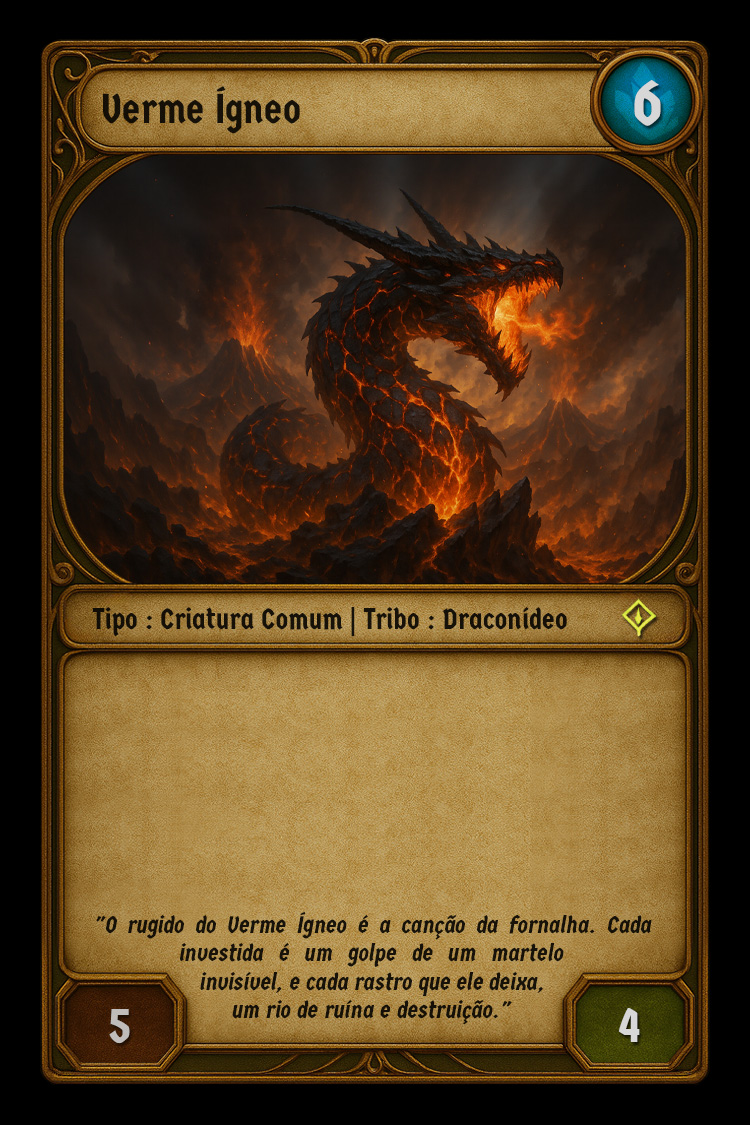 Verme Ígneo
6
Tipo : Criatura Comum | Tribo : Draconídeo
"O rugido do Verme Ígneo é a canção da fornalha. Cada
investida é um golpe de um martelo
invisível, e cada rastro que ele deixa,
um rio de ruína e destruição."
5
4